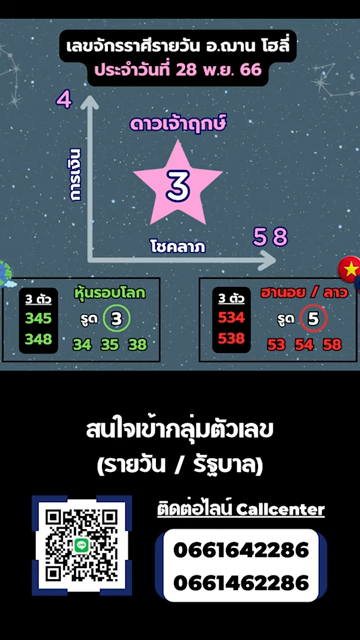 เลขจักรราศีรายวัน อ.ฌาน โฮลี่
ประจำวันที่ 28 พ.ย. 66
4
ดาวเจ้าฤกษ์
การเงิน
3
โชคลาภ
5 8
3 ตัว
345
348
หุ้นรอบโลก
รูด 3
34 35 38
3 ตัว
534
538
ฮานอย / ลาว
รูด 5
53 54 58
สนใจเข้ากลุ่มตัวเลข
(รายวัน / รัฐบาล)
ติดต่อไลน์ Callcenter
0661642286
0661462286